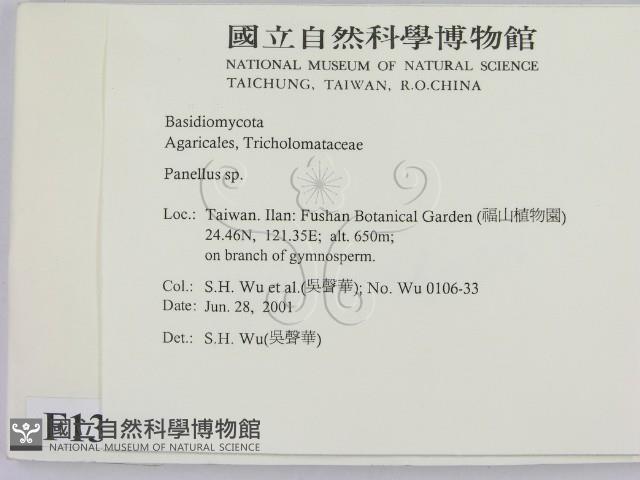 國立自然科學博物館
NATIONAL MUSEUM OF NATURAL SCIENCE
TAICHUNG, TAIWAN, R.O.CHINA
Basidiomycota
Agaricales, Tricholomataceae
Panellus sp.
Loc.: Taiwan. Ilan: Fushan Botanical Garden (福山植物園)
24.46N, 121.35E; alt. 650m;
on branch of gymnosperm.
Col.: S.H. Wu et al.(吳聲華); No. Wu 0106-33
Date: Jun. 28, 2001
Det.: S.H. Wu(吳聲華)
F13
國立自然科學博物館
NATIONAL MUSEUM OF NATURAL SCIENCE